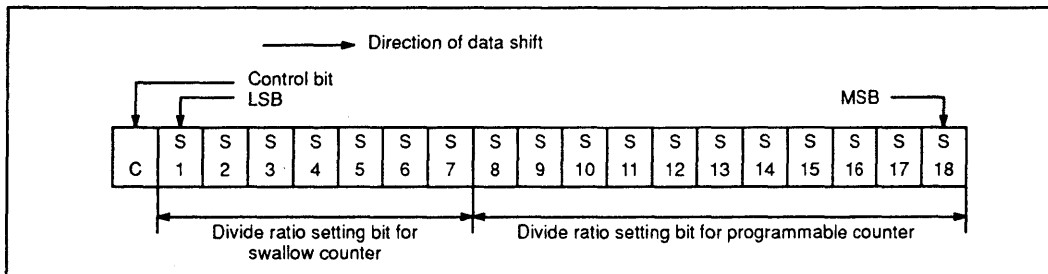 Direction of data shift
Control bit
LSB
MSB
S S S S S S S S S S S S S S S S S S
C 1 2 3 4 5 6 7 8 9 10 11 12 13 14 15 16 17 18
Divide ratio setting bit for
swallow counter
Divide ratio setting bit for programmable counter